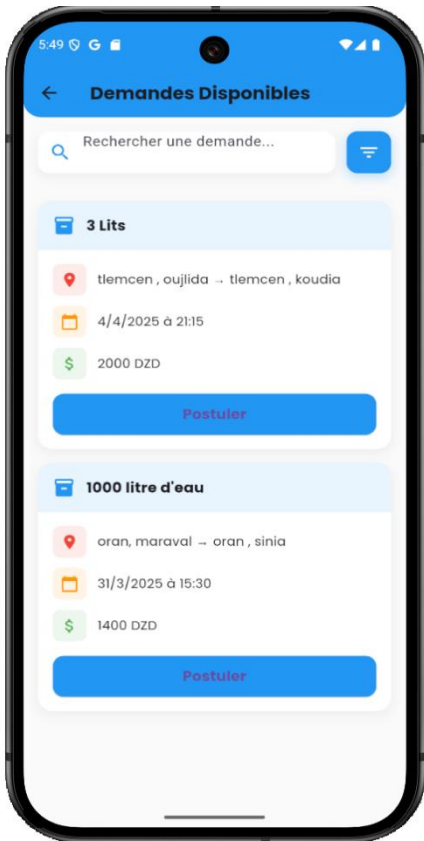 5:49 G
Demandes Disponibles
Rechercher une demande...
3 Lits
tlemcen , oujlida → tlemcen , koudia
4/4/2025 à 21:15
$ 2000 DZD
Postuler
1000 litre d'eau
oran, maraval → oran , sinia
31/3/2025 à 15:30
$ 1400 DZD
Postuler